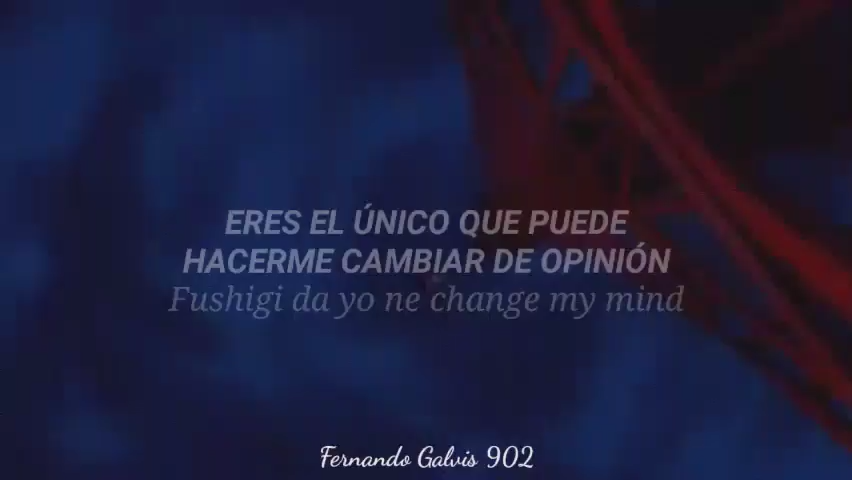 ERES EL ÚNICO QUE PUEDE
HACERME CAMBIAR DE OPINIÓN
Fushigi da yo ne change my mind
Fernando Galvis 902